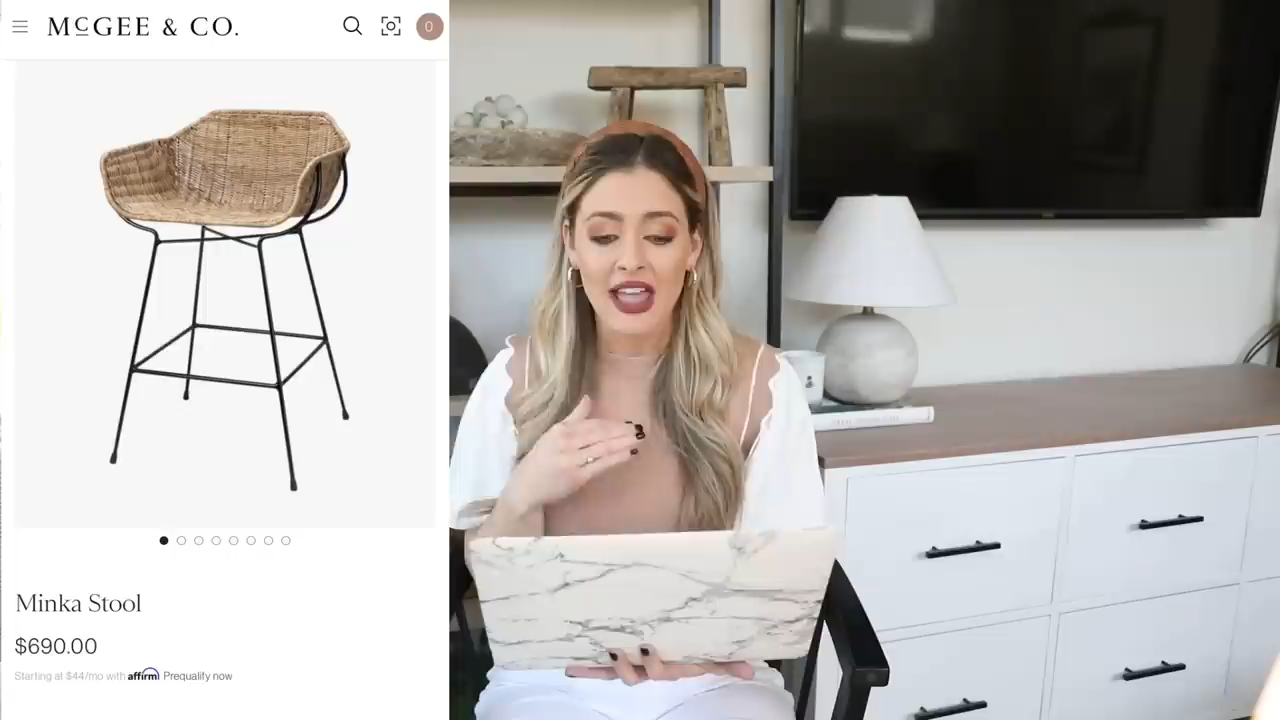 McGEE & CO.
0
Minka Stool
$690.00
Starting at $44/mo with affirm Prequalify now